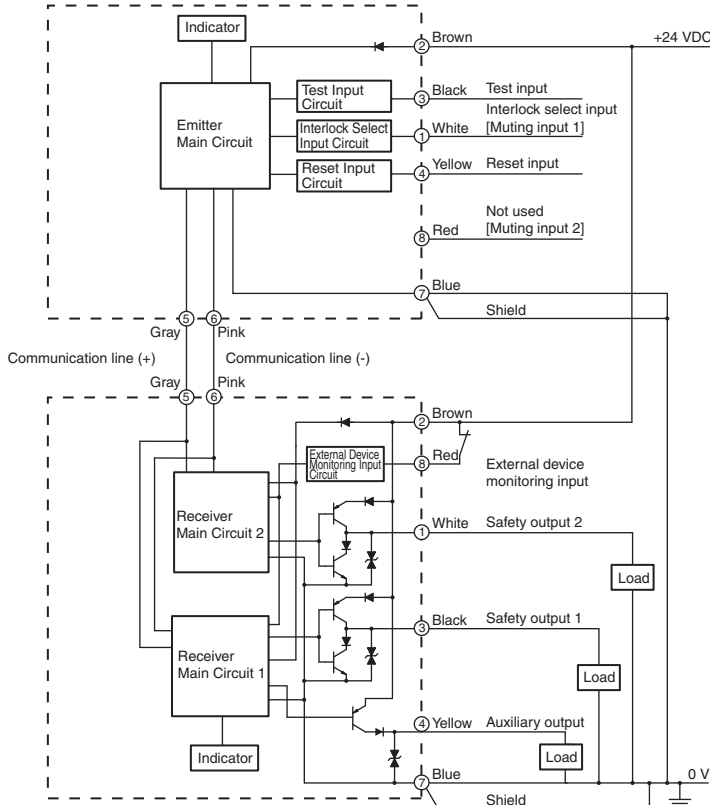 Indicator
2 Brown +24 VDC
Emitter
Main Circuit
Test Input
Circuit
3 Black Test input
Interlock Select
Input Circuit
1 White Interlock select input
[Muting input 1]
Reset Input
Circuit
4 Yellow Reset input
8 Red Not used
[Muting input 2]
7 Blue
Shield
5 6
Gray Pink
Communication line (+) Communication line (-)
Gray Pink
5 6
2 Brown
External Device
Monitoring Input
Circuit
8 Red External device
monitoring input
Receiver
Main Circuit 2
1 White Safety output 2
Load
3 Black Safety output 1
Receiver
Main Circuit 1
Load
4 Yellow Auxiliary output
Indicator
Load
7 Blue 0 V
Shield